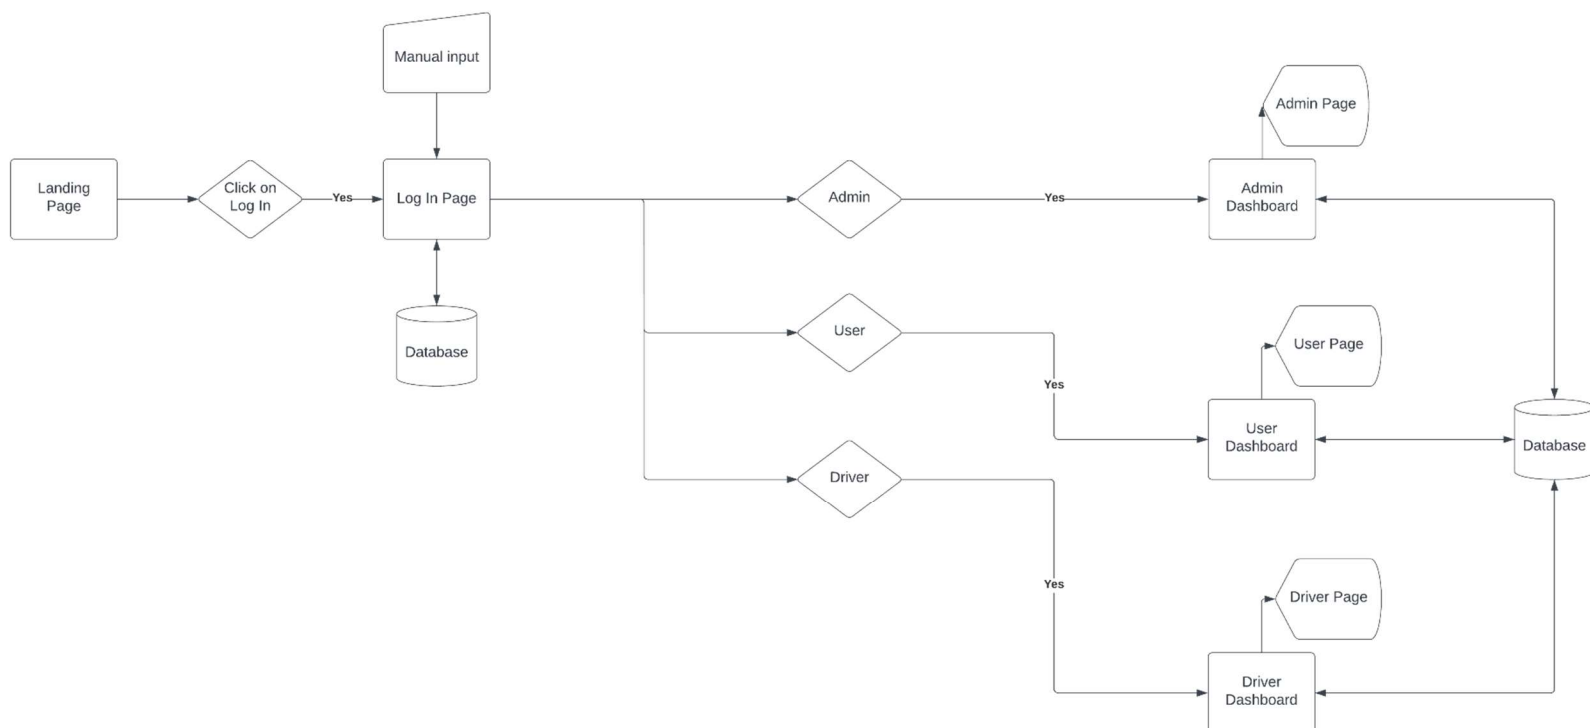 Manual input
Admin Page
Landing
Page
Click on
Log In
Yes
Log In Page
Admin
Yes
Admin
Dashboard
Database
User
User Page
Yes
User
Dashboard
Database
Driver
Yes
Driver Page
Driver
Dashboard